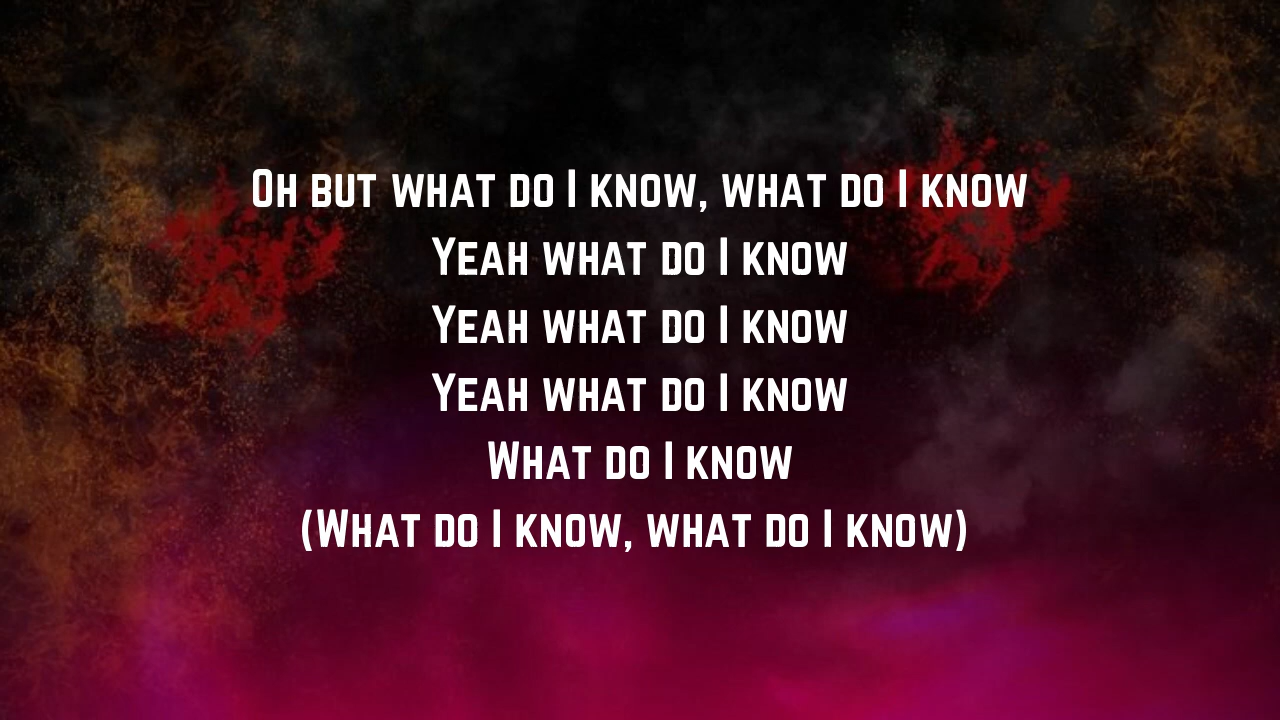 Oh but what do I know, what do I know
Yeah what do I know
Yeah what do I know
Yeah what do I know
What do I know
(What do I know, what do I know)